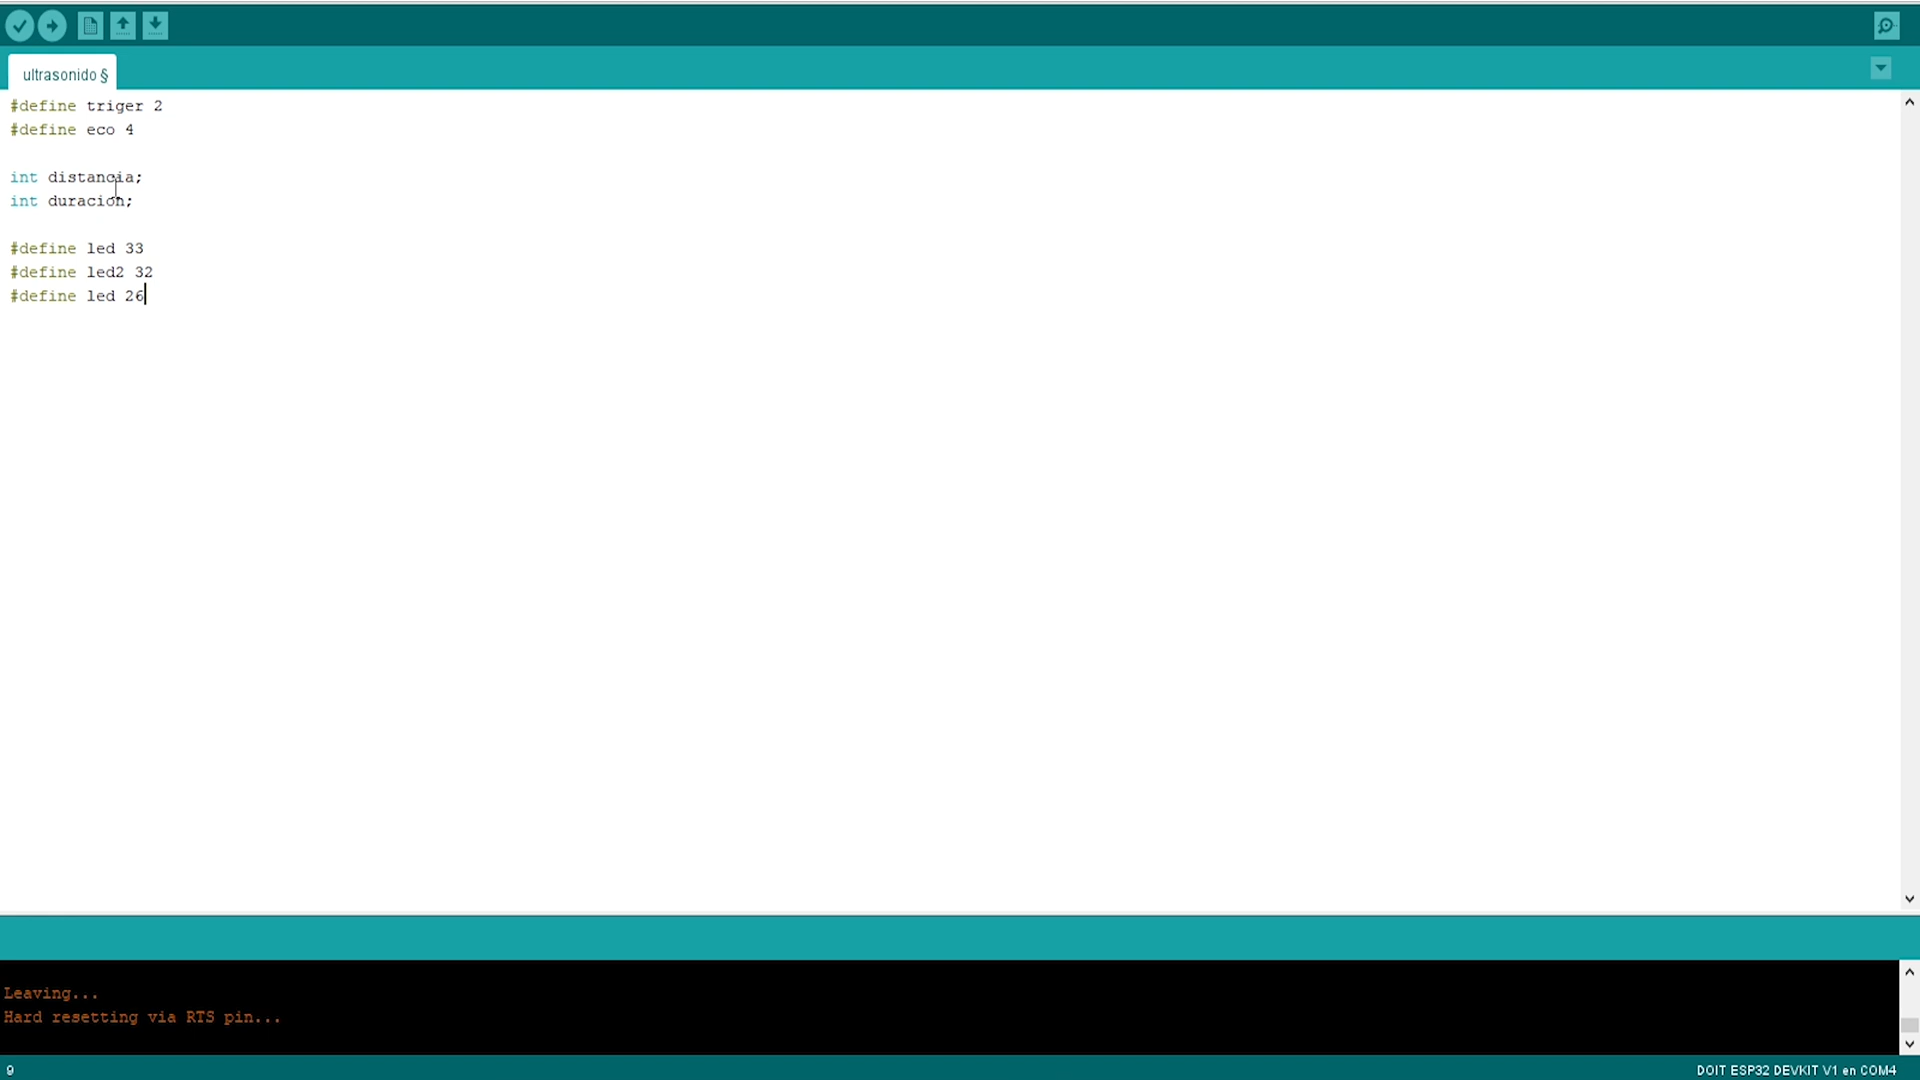 ultrasonido §
#define triger 2
#define eco 4
int distancia;
int duracion;
#define led 33
#define led2 32
#define led 26
Leaving...
Hard resetting via RTS pin...
9
DOIT ESP32 DEVKIT V1 en COM4